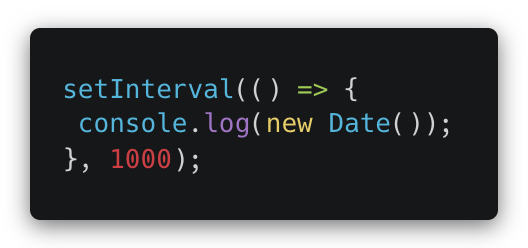 setInterval(() => {
 console.log(new Date());
}, 1000);